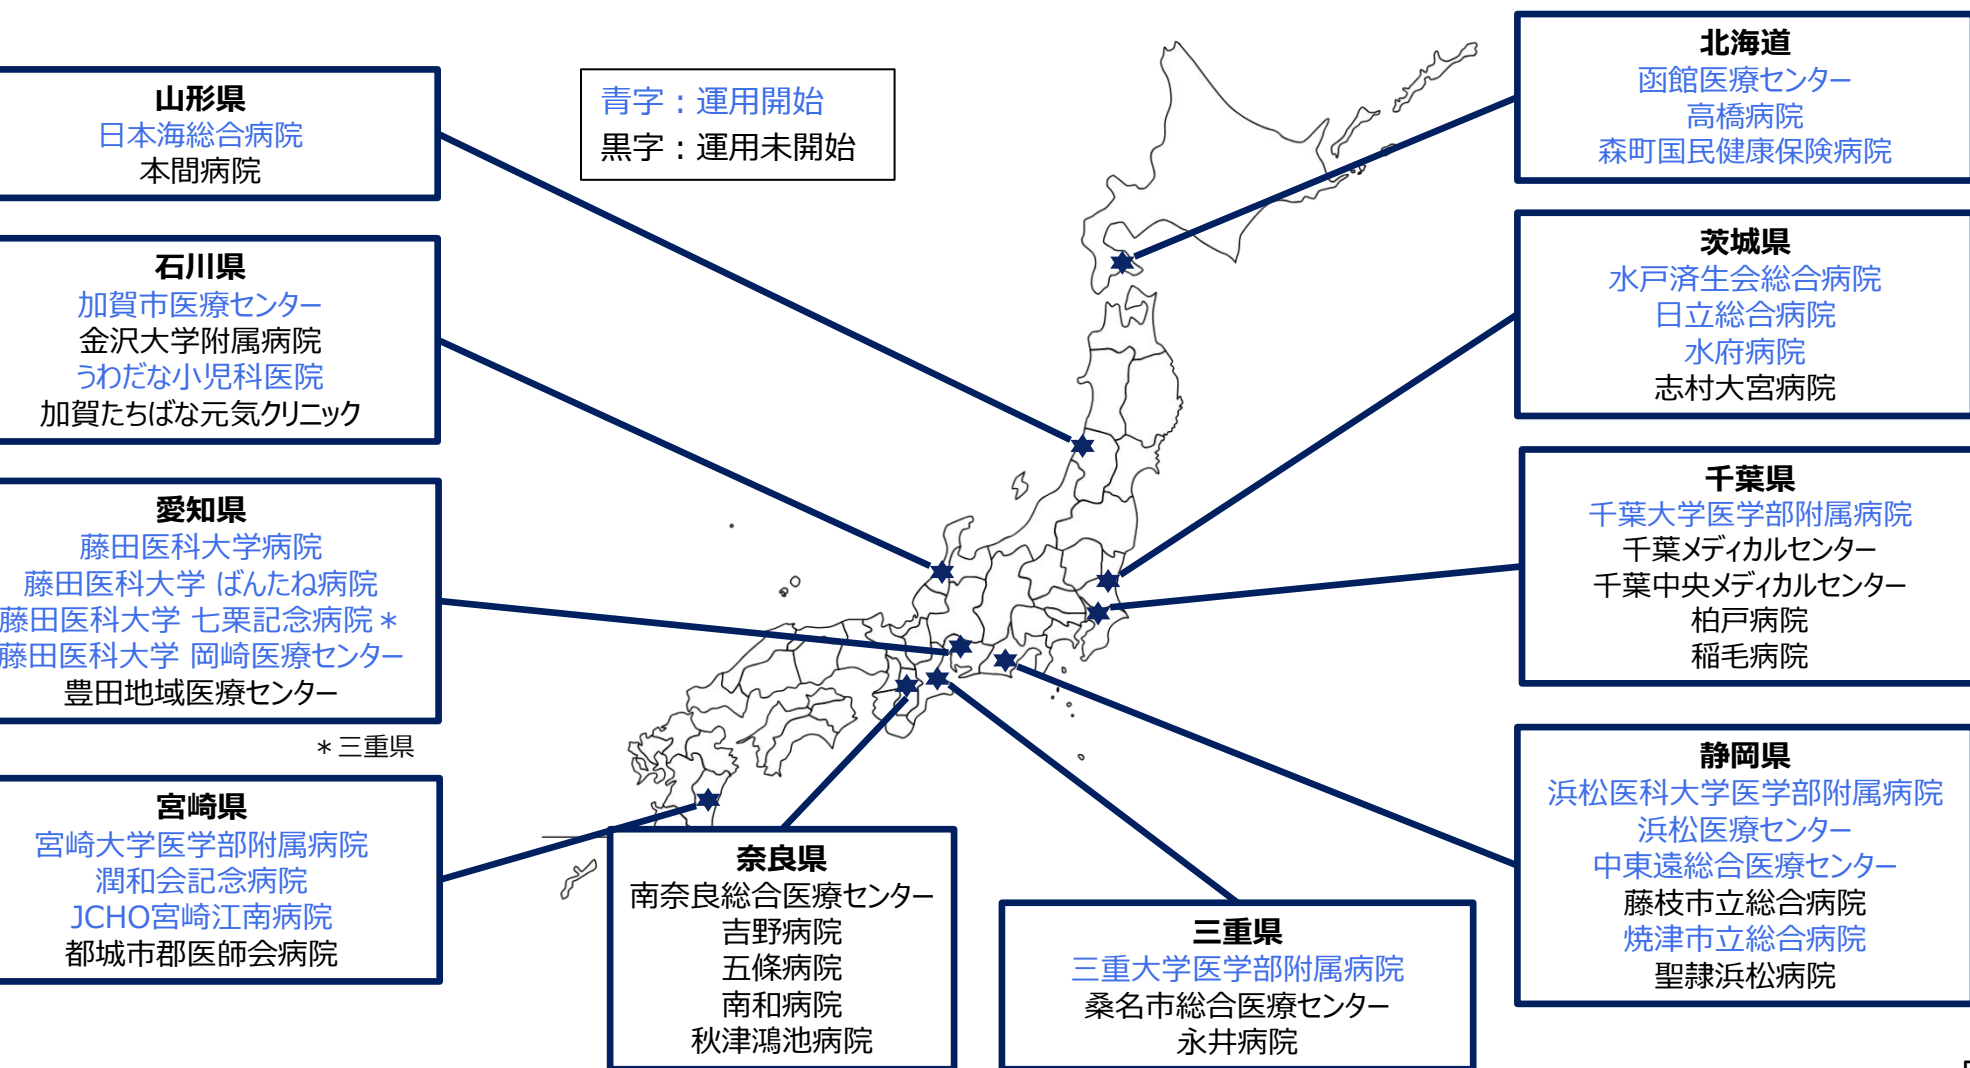 山形県
日本海総合病院
本間病院
青字：運用開始
黒字：運用未開始
北海道
函館医療センター
高橋病院
森町国民健康保険病院
石川県
加賀市医療センター
金沢大学附属病院
うわだな小児科医院
加賀たちばな元気クリニック
茨城県
水戸済生会総合病院
日立総合病院
水府病院
志村大宮病院
愛知県
藤田医科大学病院
藤田医科大学 ばんたね病院
藤田医科大学 七栗記念病院＊
藤田医科大学 岡崎医療センター
豊田地域医療センター
＊三重県
千葉県
千葉大学医学部附属病院
千葉メディカルセンター
千葉中央メディカルセンター
柏戸病院
稲毛病院
宮崎県
宮崎大学医学部附属病院
潤和会記念病院
JCHO宮崎江南病院
都城市郡医師会病院
奈良県
南奈良総合医療センター
吉野病院
五條病院
南和病院
秋津鴻池病院
三重県
三重大学医学部附属病院
桑名市総合医療センター
永井病院
静岡県
浜松医科大学医学部附属病院
浜松医療センター
中東遠総合医療センター
藤枝市立総合病院
焼津市立総合病院
聖隷浜松病院